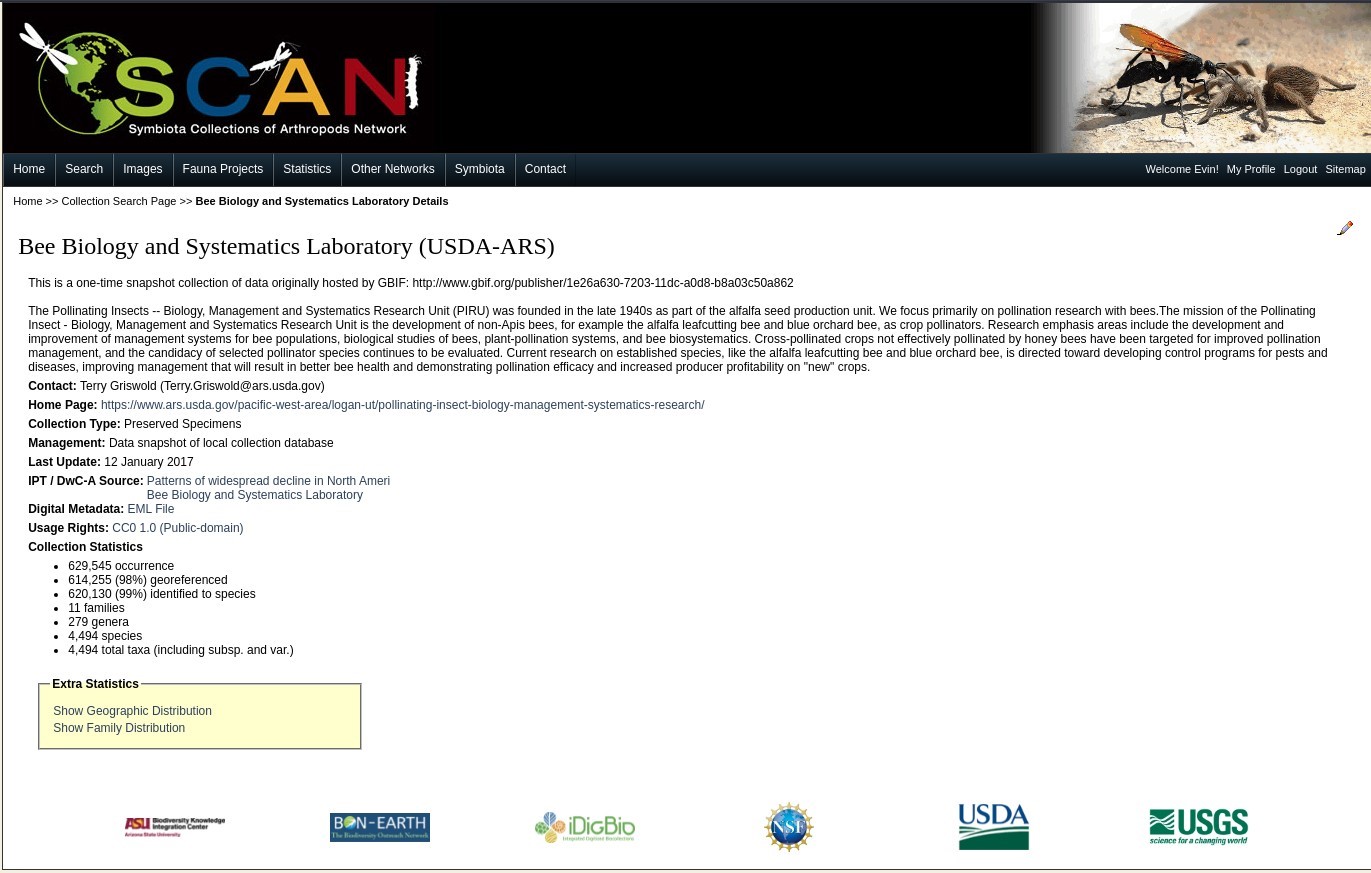 SCAN
Symbiota Collections of Arthropods Network
Home Search Images Fauna Projects Statistics Other Networks Symbiota Contact Welcome Evin! My Profile Logout Sitemap
Home >> Collection Search Page >> Bee Biology and Systematics Laboratory Details
Bee Biology and Systematics Laboratory (USDA-ARS)
This is a one-time snapshot collection of data originally hosted by GBIF: http://www.gbif.org/publisher/1e26a630-7203-11dc-a0d8-b8a03c50a862
The Pollinating Insects -- Biology, Management and Systematics Research Unit (PIRU) was founded in the late 1940s as part of the alfalfa seed production unit. We focus primarily on pollination research with bees.The mission of the Pollinating
Insect - Biology, Management and Systematics Research Unit is the development of non-Apis bees, for example the alfalfa leafcutting bee and blue orchard bee, as crop pollinators. Research emphasis areas include the development and
improvement of management systems for bee populations, biological studies of bees, plant-pollination systems, and bee biosystematics. Cross-pollinated crops not effectively pollinated by honey bees have been targeted for improved pollination
management, and the candidacy of selected pollinator species continues to be evaluated. Current research on established species, like the alfalfa leafcutting bee and blue orchard bee, is directed toward developing control programs for pests and
diseases, improving management that will result in better bee health and demonstrating pollination efficacy and increased producer profitability on "new" crops.
Contact: Terry Griswold (Terry.Griswold@ars.usda.gov)
Home Page: https://www.ars.usda.gov/pacific-west-area/logan-ut/pollinating-insect-biology-management-systematics-research/
Collection Type: Preserved Specimens
Management: Data snapshot of local collection database
Last Update: 12 January 2017
IPT / DwC-A Source: Patterns of widespread decline in North Ameri
Bee Biology and Systematics Laboratory
Digital Metadata: EML File
Usage Rights: CC0 1.0 (Public-domain)
Collection Statistics
629,545 occurrence
614,255 (98%) georeferenced
620,130 (99%) identified to species
11 families
279 genera
4,494 species
4,494 total taxa (including subsp. and var.)
Extra Statistics
Show Geographic Distribution
Show Family Distribution
ASU Biodiversity Knowledge Integration Center
Arizona State University
BON-EARTH
The Biodiversity Outreach Network
iDigBio
Integrated Digitized Biocollections
NSF
USDA
USGS
science for a changing world